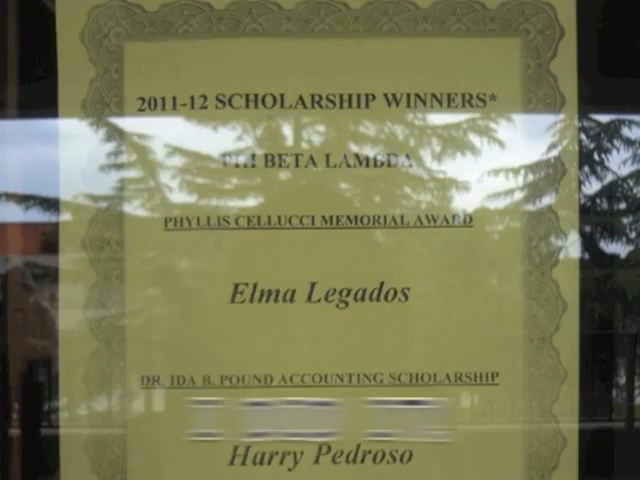 2011-12 SCHOLARSHIP WINNERS*
PHI BETA LAMBDA
PHYLLIS CELLUCCI MEMORIAL AWARD
Elma Legados
DR. IDA B. POUND ACCOUNTING SCHOLARSHIP
Harry Pedroso